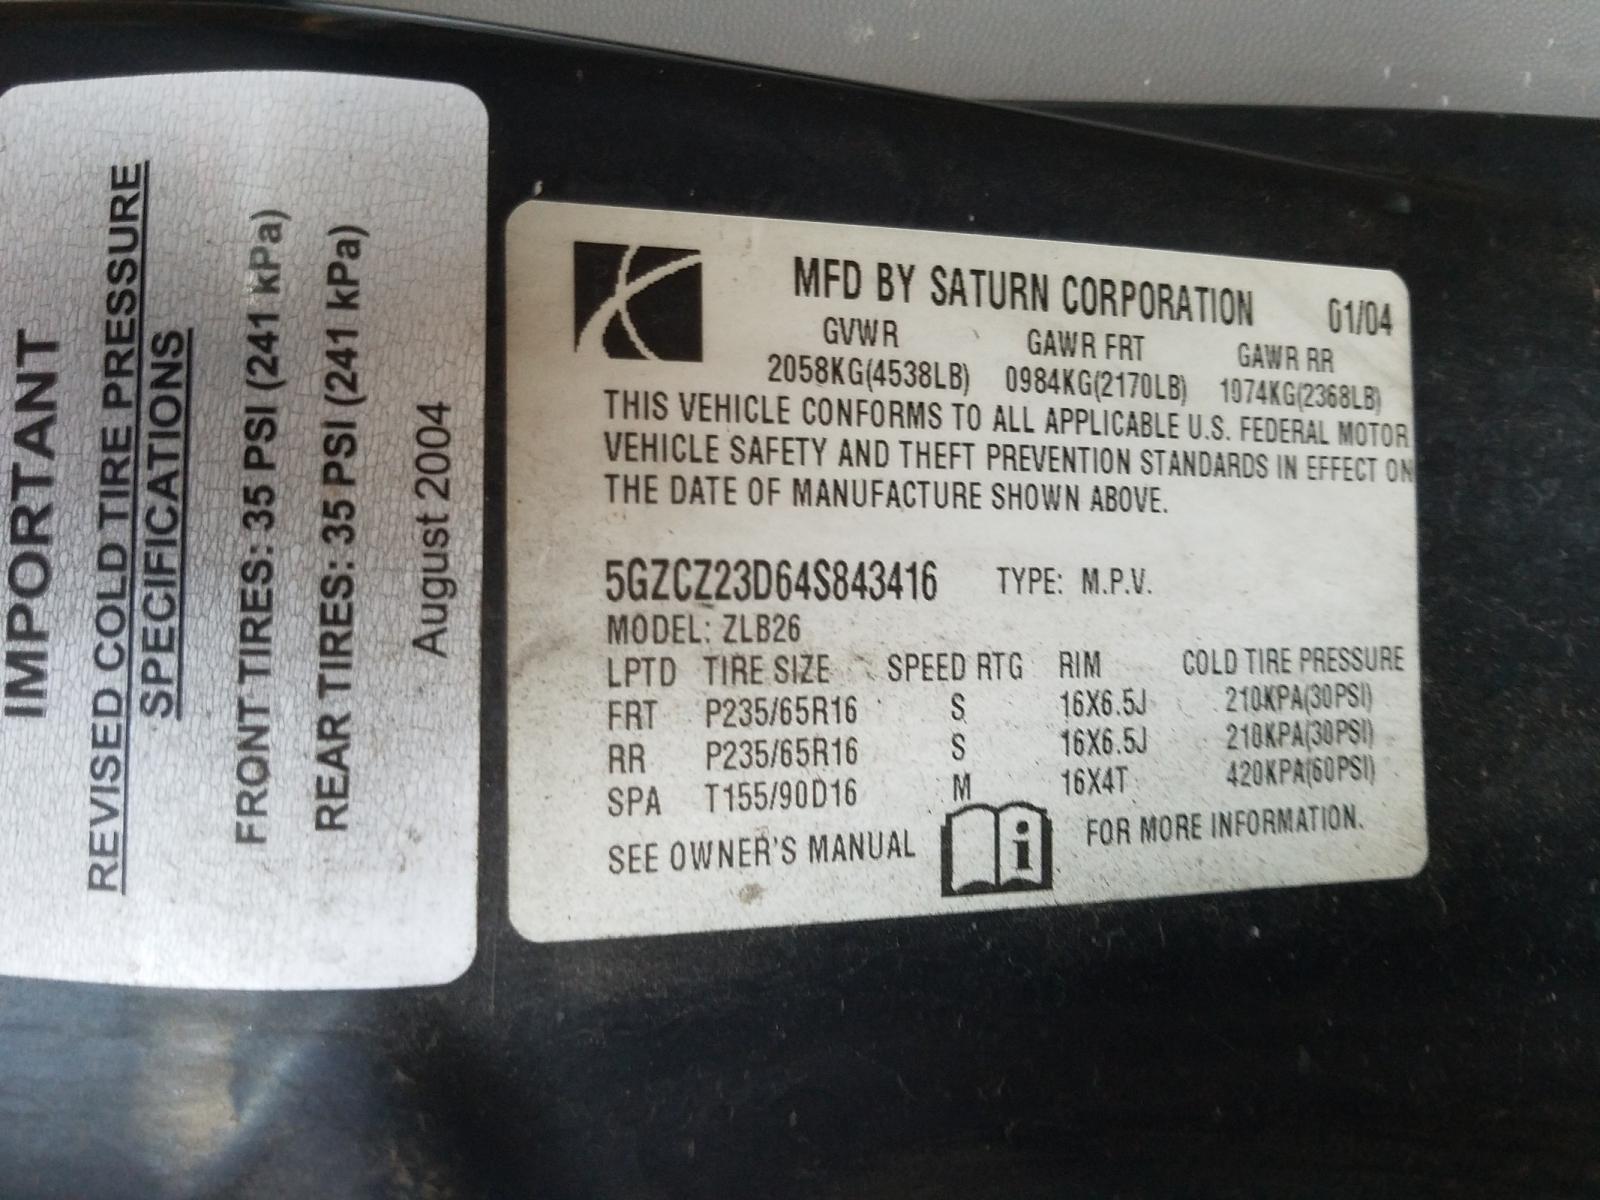 IMPORTANT
REVISED COLD TIRE PRESSURE
SPECIFICATIONS
FRONT TIRES: 35 PSI (241 kPa)
REAR TIRES: 35 PSI (241 kPa)
August 2004
MFD BY SATURN CORPORATION 01/04
GVWR GAWR FRT GAWR RR
2058KG(4538LB) 0984KG(2170LB) 1074KG(2368LB)
THIS VEHICLE CONFORMS TO ALL APPLICABLE U.S. FEDERAL MOTOR
VEHICLE SAFETY AND THEFT PREVENTION STANDARDS IN EFFECT ON
THE DATE OF MANUFACTURE SHOWN ABOVE.
5GZCZ23D64S843416 TYPE: M.P.V.
MODEL: ZLB26
LPTD TIRE SIZE SPEED RTG RIM COLD TIRE PRESSURE
FRT P235/65R16 S 16X6.5J 210KPA(30PSI)
RR P235/65R16 S 16X6.5J 210KPA(30PSI)
SPA T155/90D16 M 16X4T 420KPA(60PSI)
SEE OWNER'S MANUAL i FOR MORE INFORMATION.